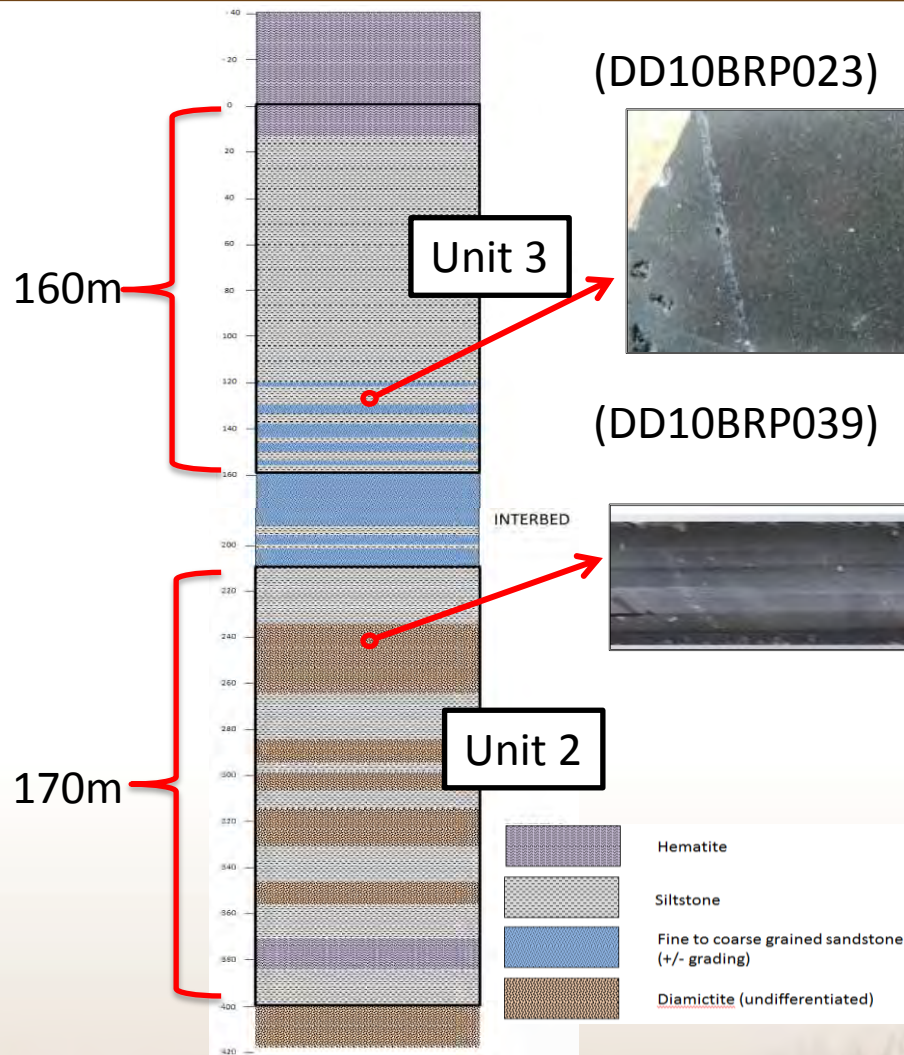 - 40
- 20
0
20
40
60
80
100
120
140
160
200
220
240
260
280
300
320
340
360
380
400
420
160m
170m
Unit 3
INTERBED
Unit 2
(DD10BRP023)
(DD10BRP039)
Hematite
Siltstone
Fine to coarse grained sandstone
(+/- grading)
Diamictite (undifferentiated)